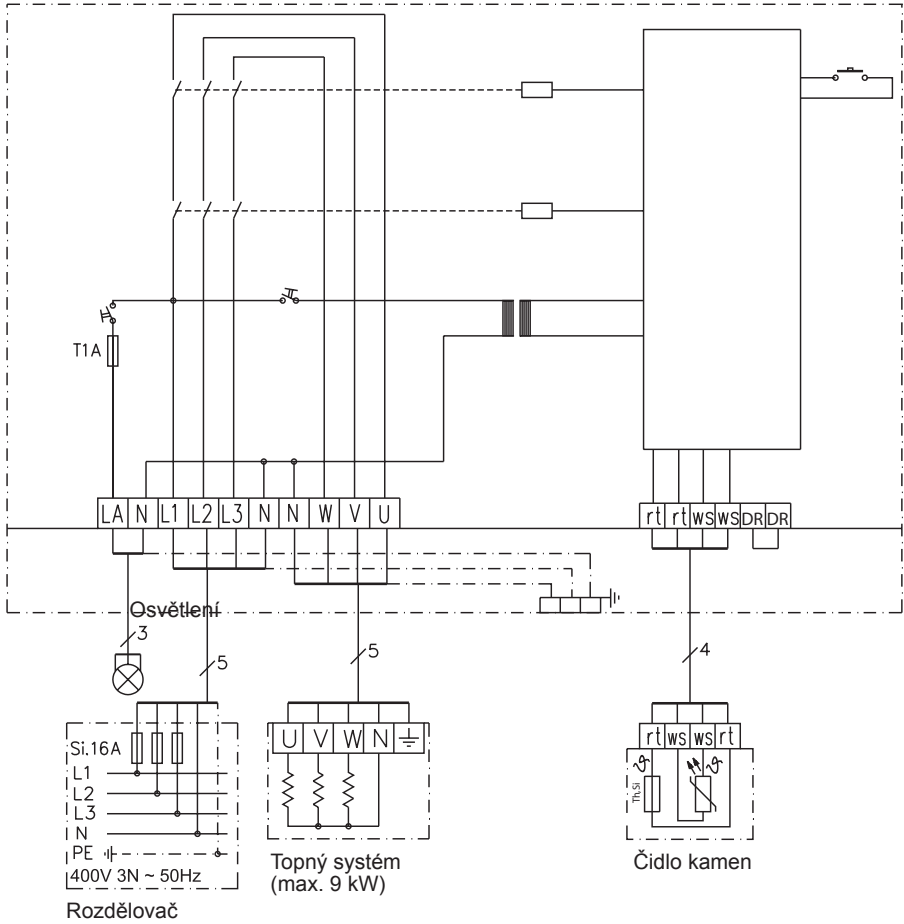 T1A
LA N L1 L2 L3 N N W V U
rt rt ws ws DR DR
Osvětlení
3
5
5
4
Si.16A
L1
L2
L3
N
PE
400V 3N ~ 50Hz
Rozdělovač
U V W N
Topný systém
(max. 9 kW)
rt ws ws rt
ϑ
ϑ
Th.Si
Čidlo kamen